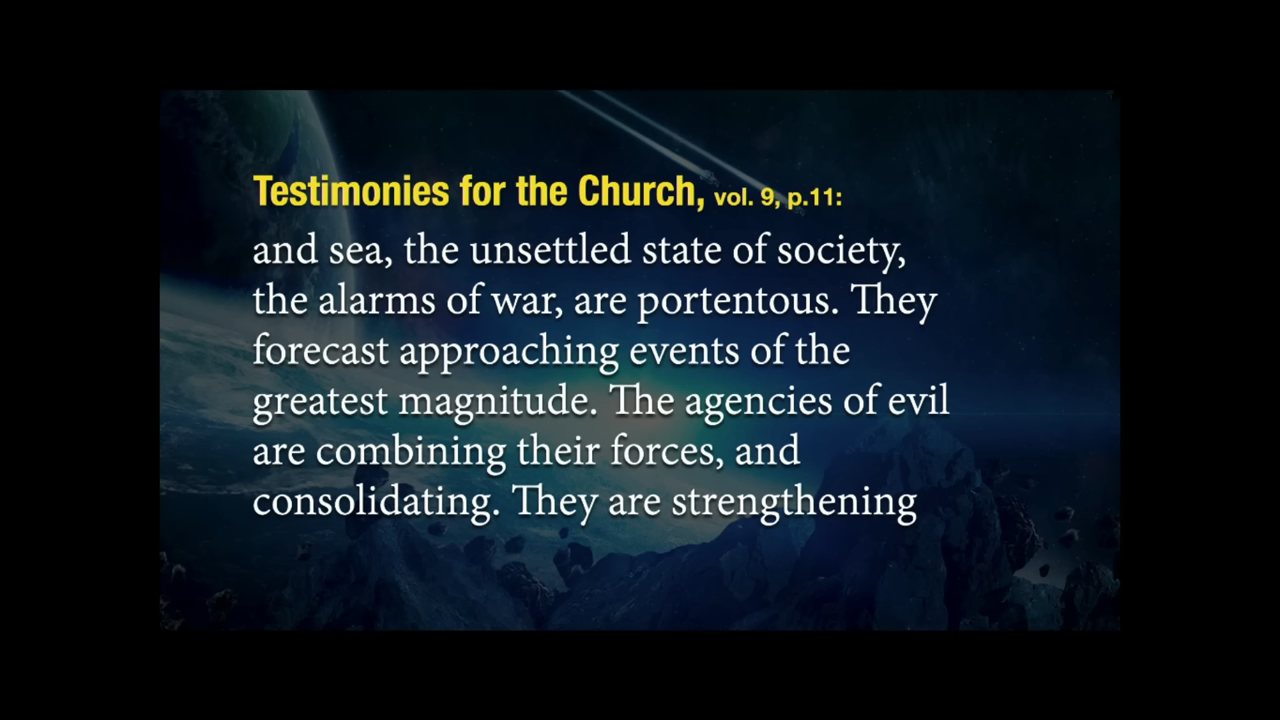 Testimonies for the Church, vol. 9, p.11:
and sea, the unsettled state of society,
the alarms of war, are portentous. They
forecast approaching events of the
greatest magnitude. The agencies of evil
are combining their forces, and
consolidating. They are strengthening